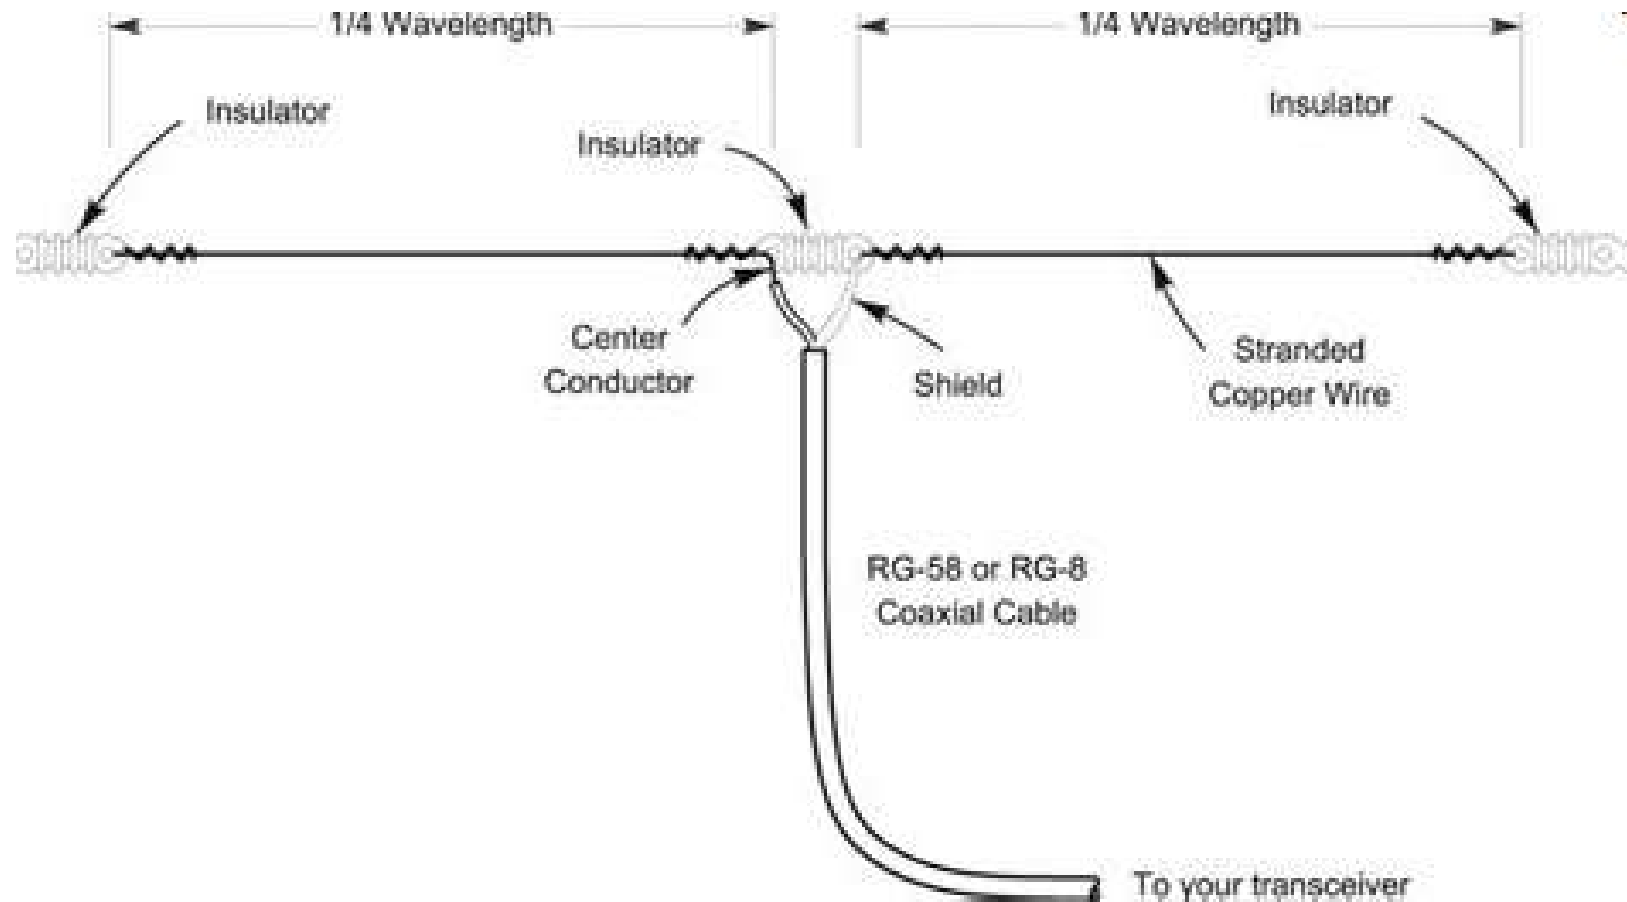 1/4 Wavelength
1/4 Wavelength
Insulator
Insulator
Insulator
Center
Conductor
Shield
Stranded
Copper Wire
RG-58 or RG-8
Coaxial Cable
To your transceiver